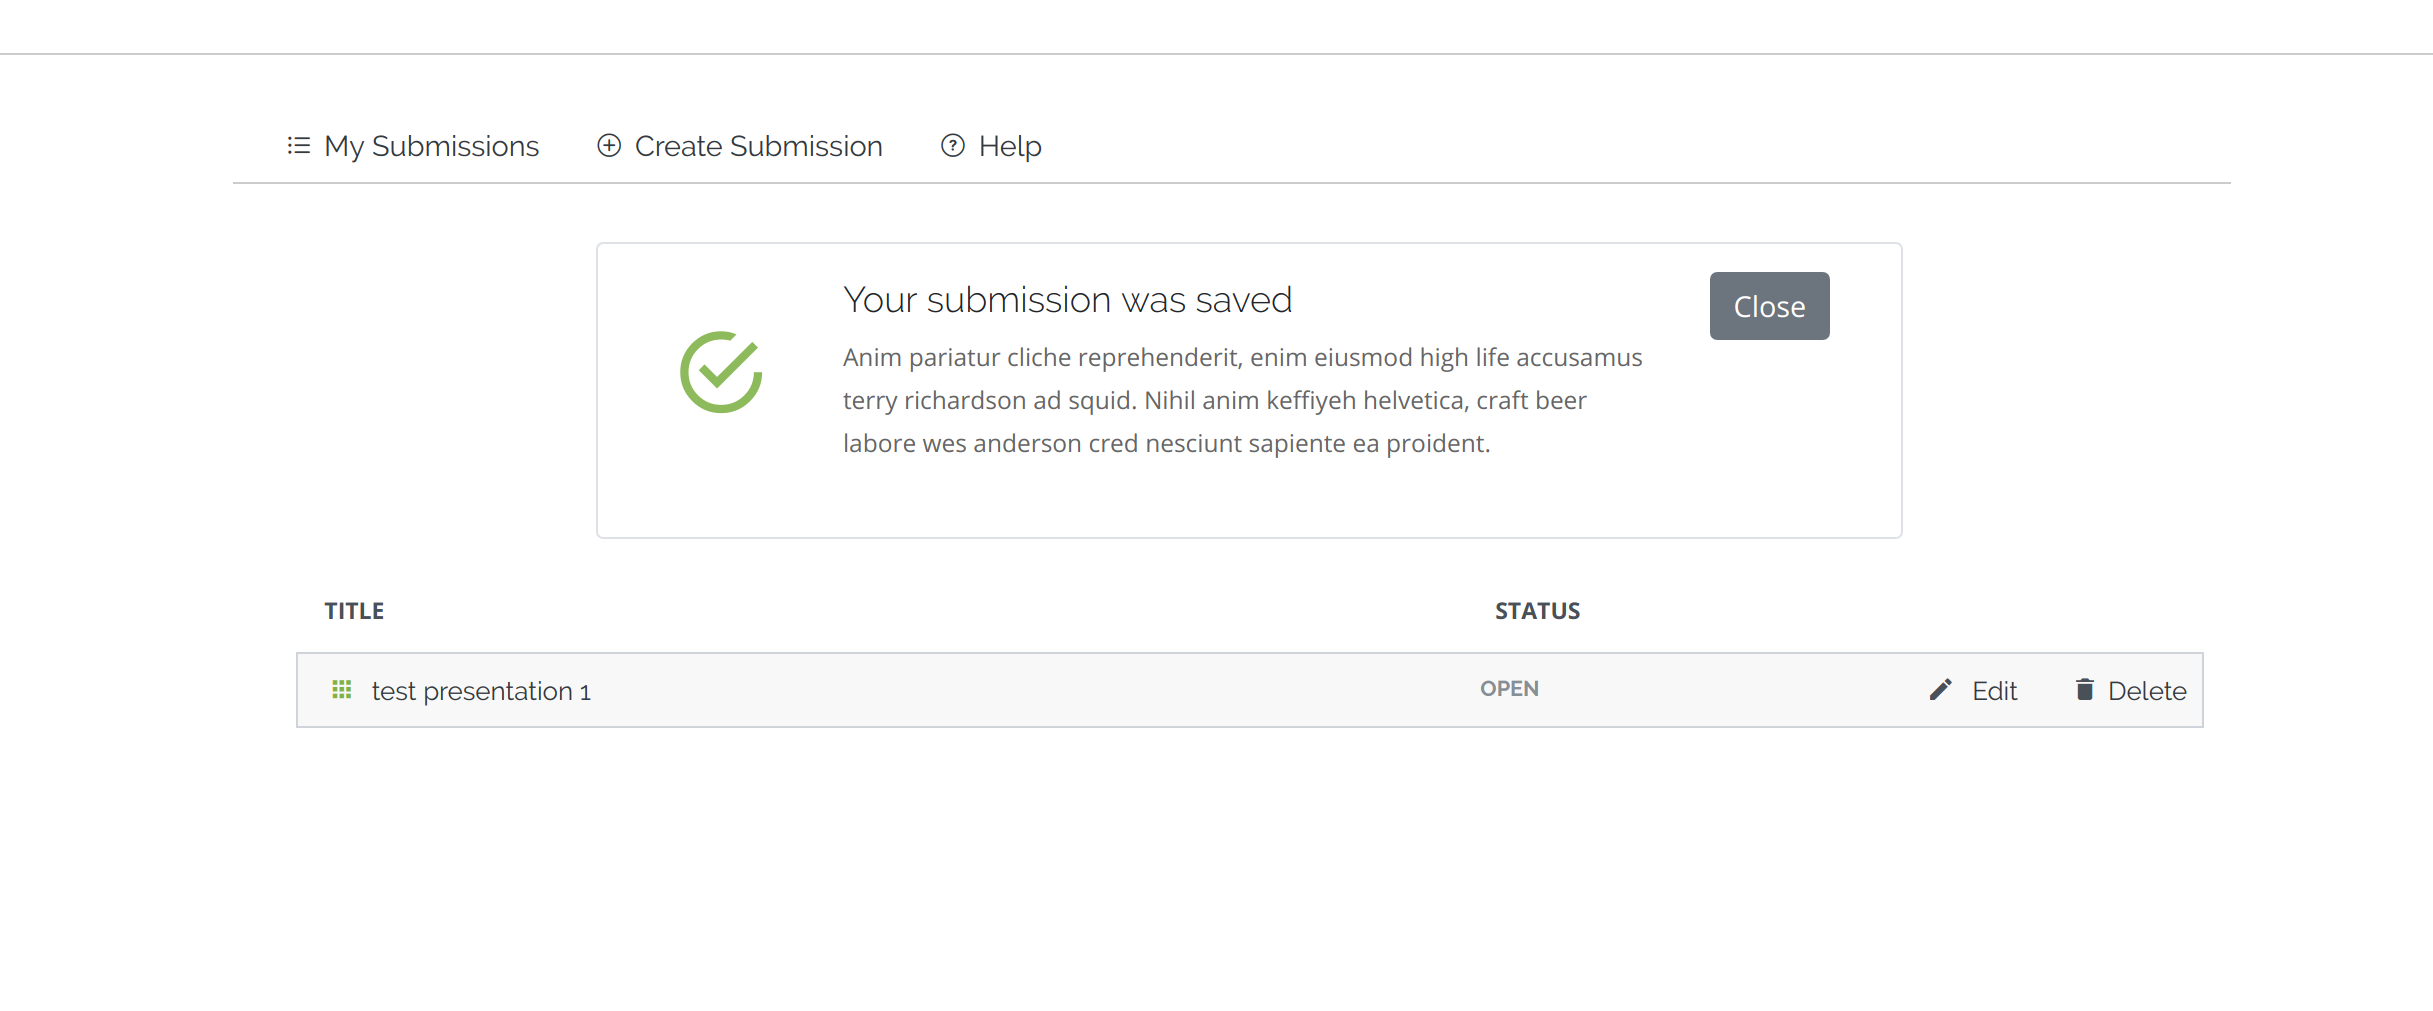 My Submissions Create Submission Help
Your submission was saved
Close
Anim pariatur cliche reprehenderit, enim eiusmod high life accusamus
terry richardson ad squid. Nihil anim keffiyeh helvetica, craft beer
labore wes anderson cred nesciunt sapiente ea proident.
TITLE STATUS
test presentation 1 OPEN Edit Delete